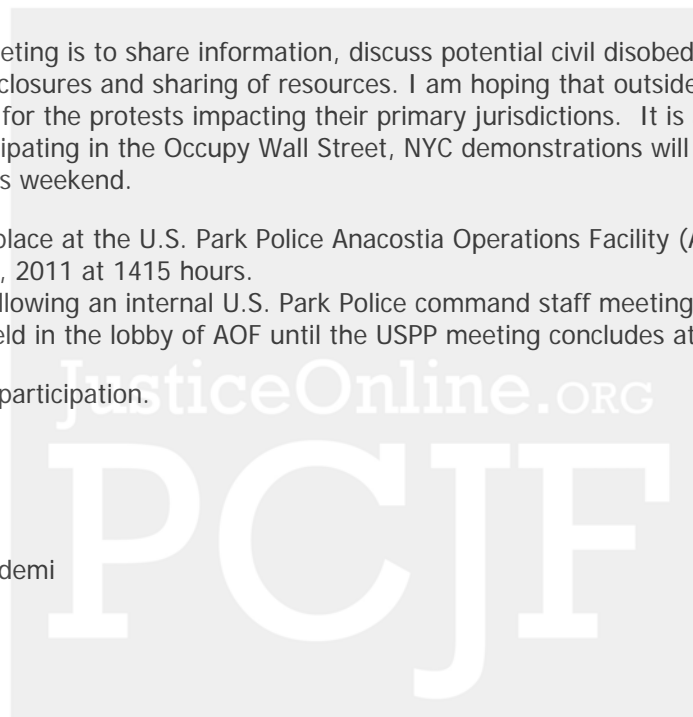 eting is to share information, discuss potential civil disobed
closures and sharing of resources. I am hoping that outside
for the protests impacting their primary jurisdictions.  It is
ipating in the Occupy Wall Street, NYC demonstrations will
s weekend.
place at the U.S. Park Police Anacostia Operations Facility (A
, 2011 at 1415 hours.
llowing an internal U.S. Park Police command staff meeting
eld in the lobby of AOF until the USPP meeting concludes at
participation.
JusticeOnline.ORG
PCJF
demi